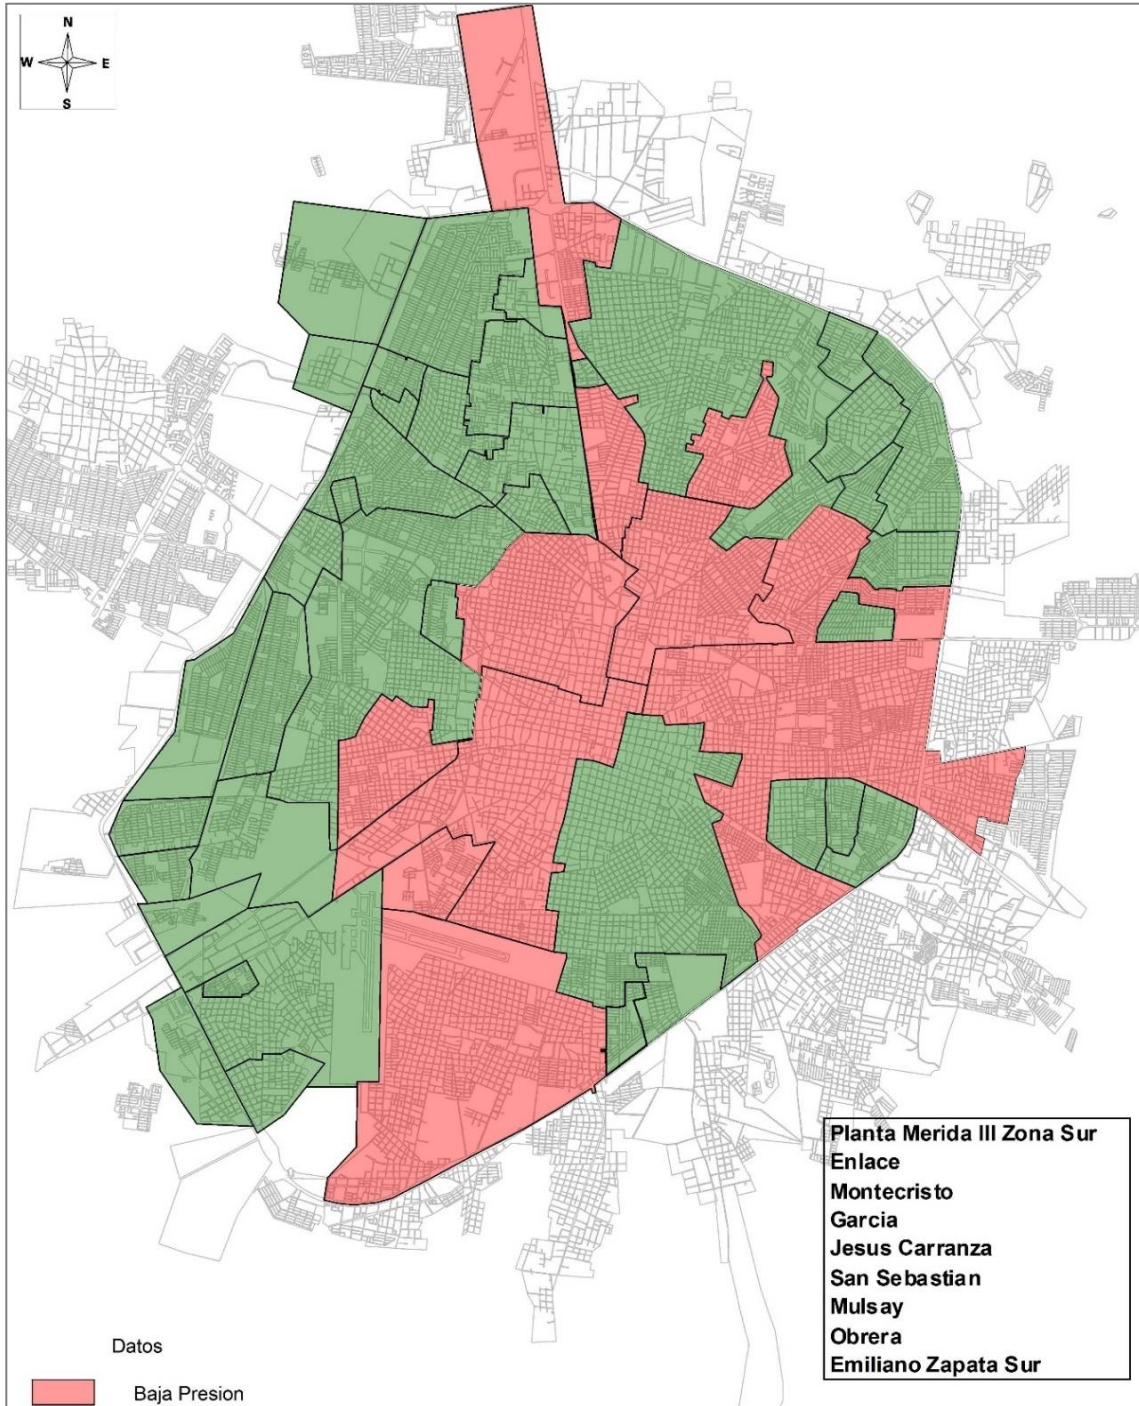 N
W E
S
Planta Merida III Zona Sur
Enlace
Montecristo
Garcia
Jesus Carranza
San Sebastian
Mulsay
Obrera
Emiliano Zapata Sur
Datos
Baja Presion